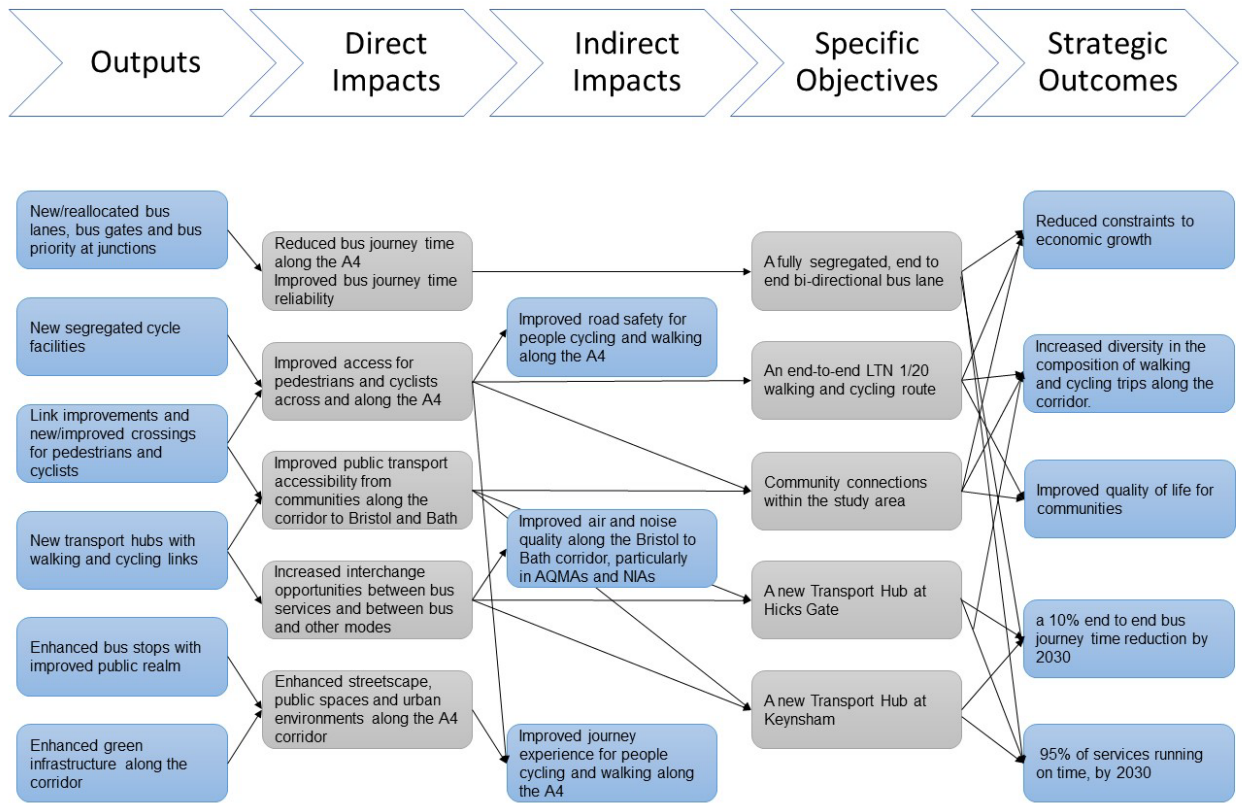 Outputs
Direct
Impacts
Indirect
Impacts
Specific
Objectives
Strategic
Outcomes
New/reallocated bus
lanes, bus gates and bus
priority at junctions
New segregated cycle
facilities
Link improvements and
new/improved crossings
for pedestrians and
cyclists
New transport hubs with
walking and cycling links
Enhanced bus stops with
improved public realm
Enhanced green
infrastructure along the
corridor
Reduced bus journey time
along the A4
Improved bus journey time
reliability
Improved access for
pedestrians and cyclists
across and along the A4
Improved public transport
accessibility from
communities along the
corridor to Bristol and Bath
Increased interchange
opportunities between bus
services and between bus
and other modes
Enhanced streetscape,
public spaces and urban
environments along the A4
corridor
Improved road safety for
people cycling and walking
along the A4
Improved air and noise
quality along the Bristol to
Bath corridor, particularly
in AQMAs and NIAs
Improved journey
experience for people
cycling and walking along
the A4
A fully segregated, end to
end bi-directional bus lane
An end-to-end LTN 1/20
walking and cycling route
Community connections
within the study area
A new Transport Hub at
Hicks Gate
A new Transport Hub at
Keynsham
Reduced constraints to
economic growth
Increased diversity in the
composition of walking
and cycling trips along the
corridor.
Improved quality of life for
communities
a 10% end to end bus
journey time reduction by
2030
95% of services running
on time, by 2030